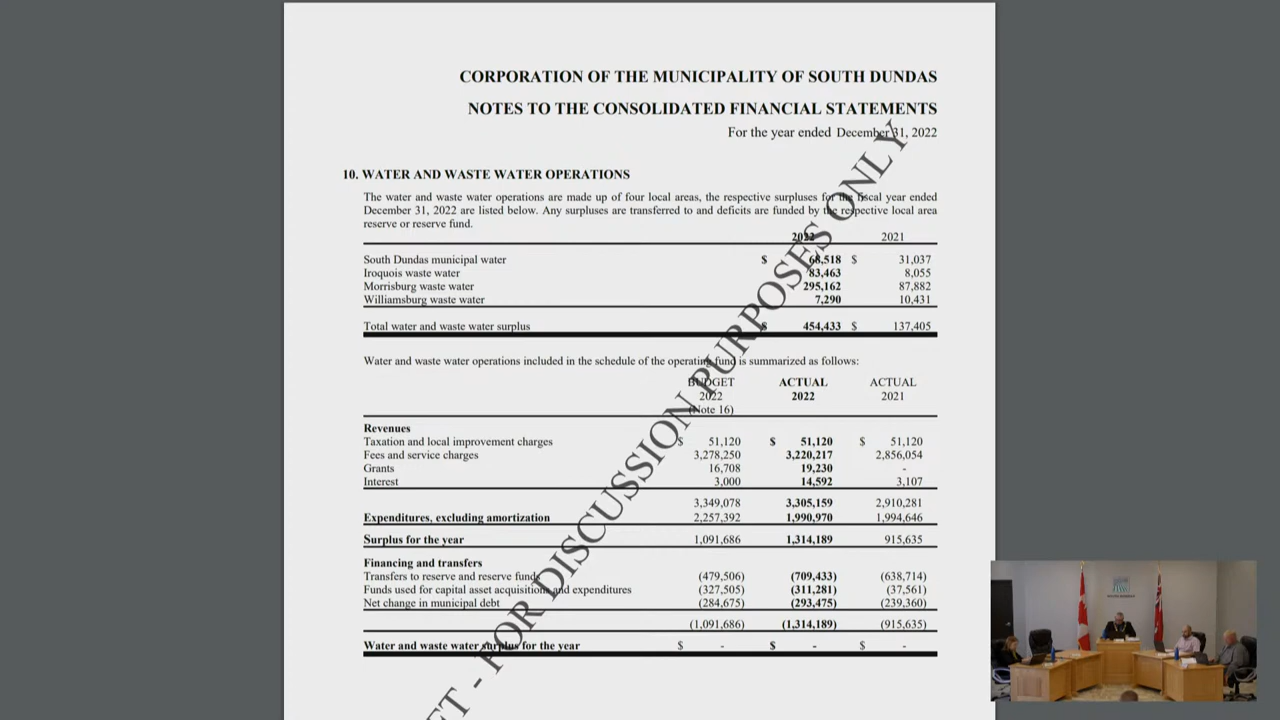 CORPORATION OF THE MUNICIPALITY OF SOUTH DUNDAS
NOTES TO THE CONSOLIDATED FINANCIAL STATEMENTS
For the year ended December 31, 2022
10. WATER AND WASTE WATER OPERATIONS
The water and waste water operations are made up of four local areas, the respective surpluses for the fiscal year ended
December 31, 2022 are listed below. Any surpluses are transferred to and deficits are funded by the respective local area
reserve or reserve fund.
2022 2021
South Dundas municipal water $ 68,518 $ 31,037
Iroquois waste water 83,463 8,055
Morrisburg waste water 295,162 87,882
Williamsburg waste water 7,290 10,431
Total water and waste water surplus $ 454,433 $ 137,405
Water and waste water operations included in the schedule of the operating fund is summarized as follows:
BUDGET ACTUAL ACTUAL
2022 2022 2021
(Note 16)
Revenues
Taxation and local improvement charges $ 51,120 $ 51,120 $ 51,120
Fees and service charges 3,278,250 3,220,217 2,856,054
Grants 16,708 19,230 -
Interest 3,000 14,592 3,107
3,349,078 3,305,159 2,910,281
Expenditures, excluding amortization 2,257,392 1,990,970 1,994,646
Surplus for the year 1,091,686 1,314,189 915,635
Financing and transfers
Transfers to reserve and reserve funds (479,506) (709,433) (638,714)
Funds used for capital asset acquisitions and expenditures (327,505) (311,281) (37,561)
Net change in municipal debt (284,675) (293,475) (239,360)
(1,091,686) (1,314,189) (915,635)
Water and waste water surplus for the year $ - $ - $ -
FT - FOR DISCUSSION PURPOSES ONLY